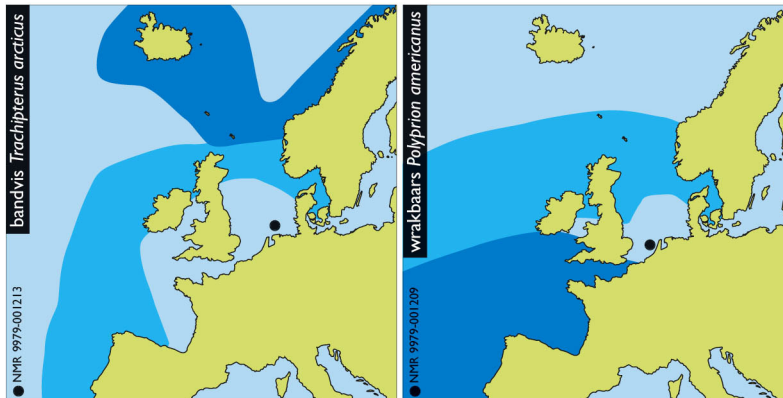 bandvis Trachipterus arcticus
● NMR 9979-001213
wrakbaars Polyprion americanus
● NMR 9979-001209